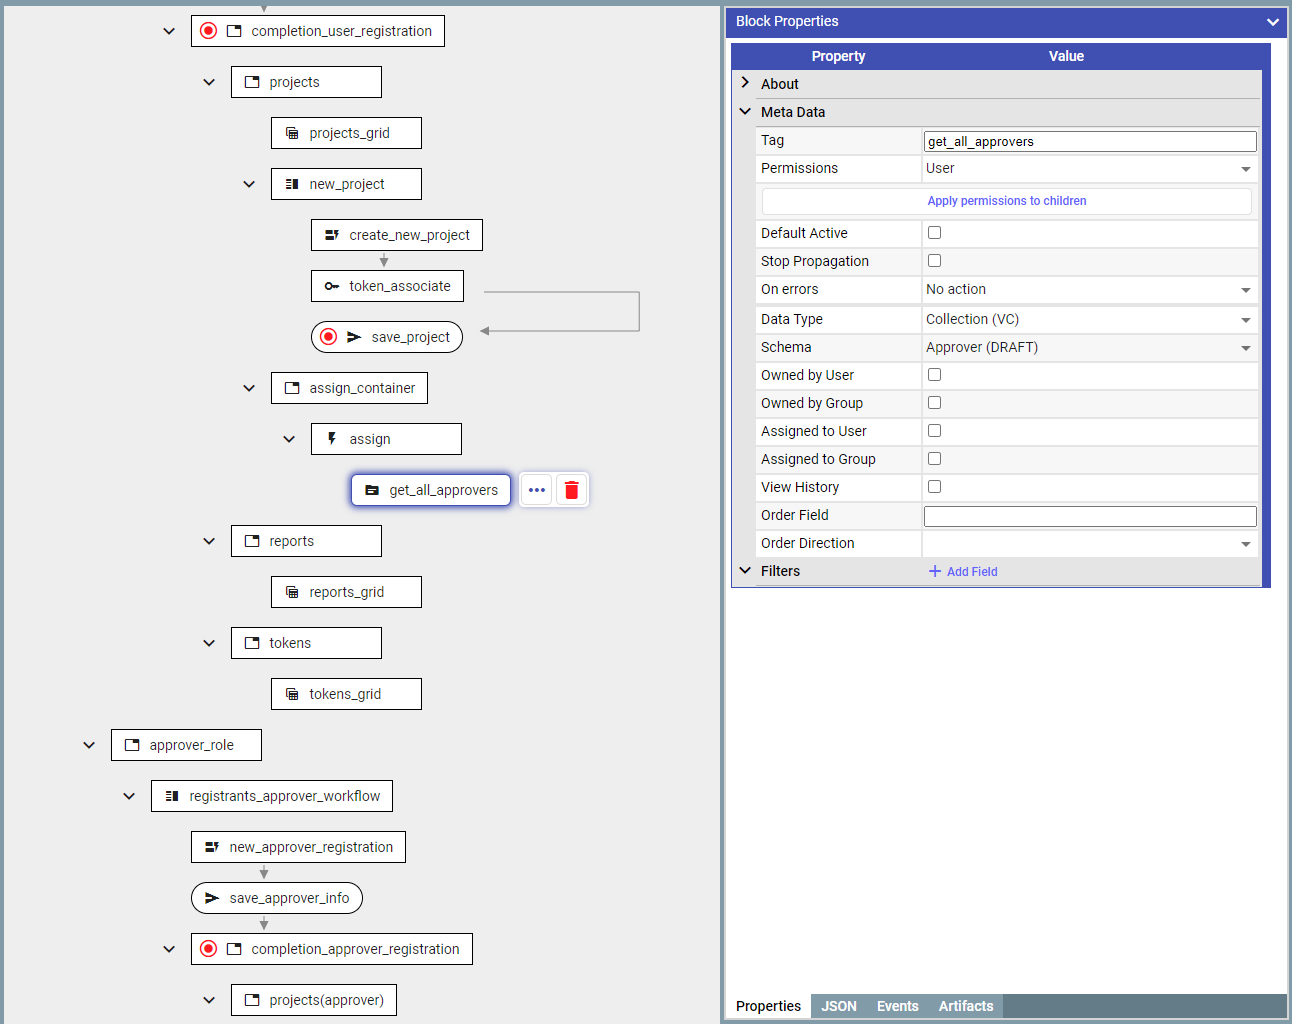 completion_user_registration
projects
projects_grid
new_project
create_new_project
token_associate
save_project
assign_container
assign
get_all_approvers
reports
reports_grid
tokens
tokens_grid
approver_role
registrants_approver_workflow
new_approver_registration
save_approver_info
completion_approver_registration
projects(approver)
Block Properties
Property Value
About
Meta Data
Tag get_all_approvers
Permissions User
Apply permissions to children
Default Active
Stop Propagation
On errors No action
Data Type Collection (VC)
Schema Approver (DRAFT)
Owned by User
Owned by Group
Assigned to User
Assigned to Group
View History
Order Field
Order Direction
Filters + Add Field
Properties JSON Events Artifacts